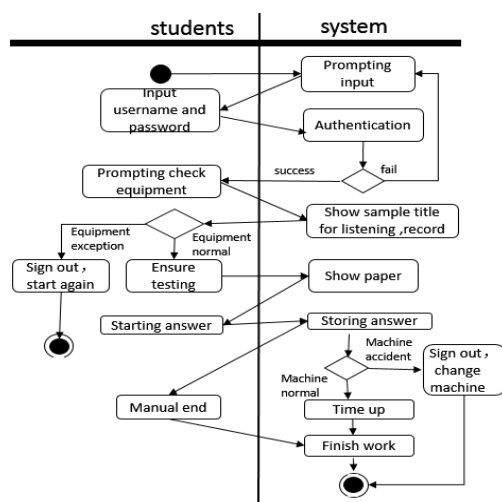 students
system
Prompting
input
Input
username and
password
Authentication
success
fail
Prompting check
equipment
Show sample title
for listening ,record
Equipment
exception
Equipment
normal
Sign out，
start again
Ensure
testing
Show paper
Starting answer
Storing answer
Machine
accident
Sign out，
change
machine
Machine
normal
Manual end
Time up
Finish work